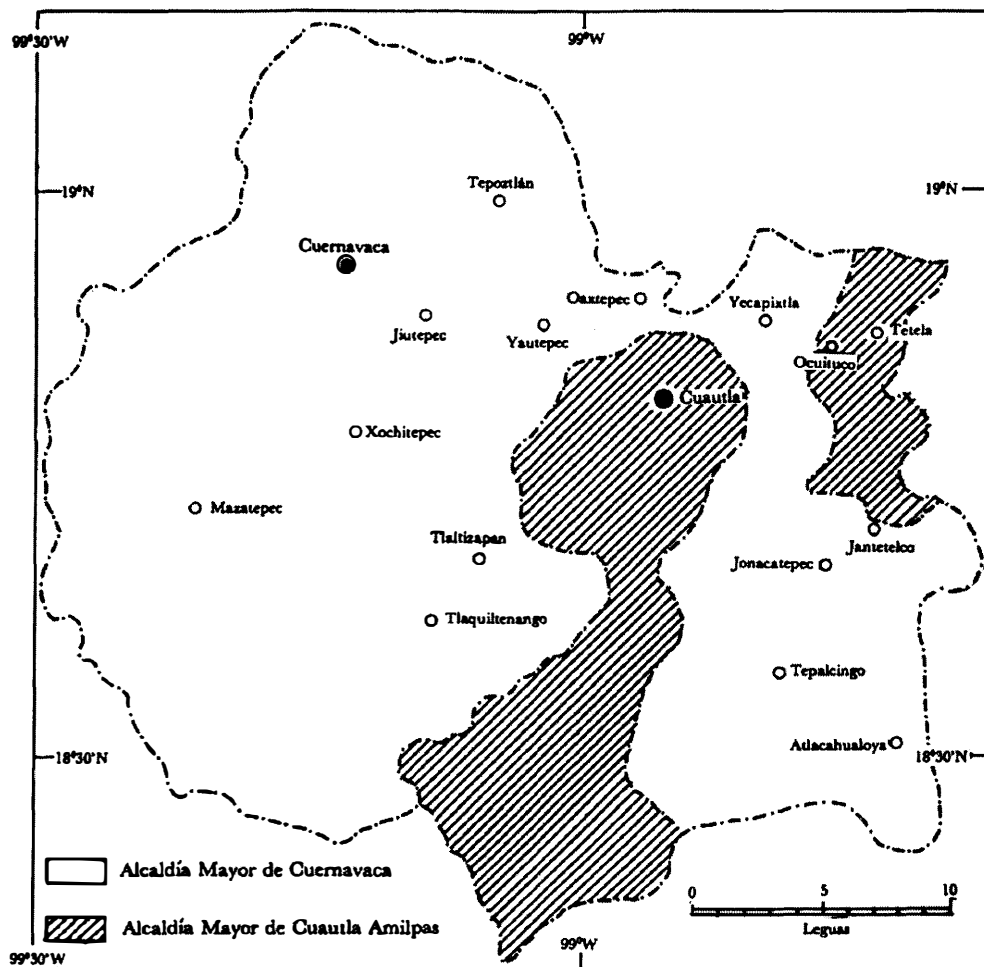 99°30'W
99°W
19°N
19°N
Tepoztlán
Cuernavaca
Oaxtepec
Yecapixtla
Jiutepec
Yautepec
Tetela
Ocuituco
Cuautla
Xochitepec
Mazatepec
Tlaltizapan
Jantetelco
Jonacatepec
Tlaquiltenango
Tepalcingo
Atlacahualoya
18°30'N
18°30'N
Alcaldía Mayor de Cuernavaca
0 5 10
Alcaldía Mayor de Cuautla Amilpas
Leguas
99°30'W
99°W